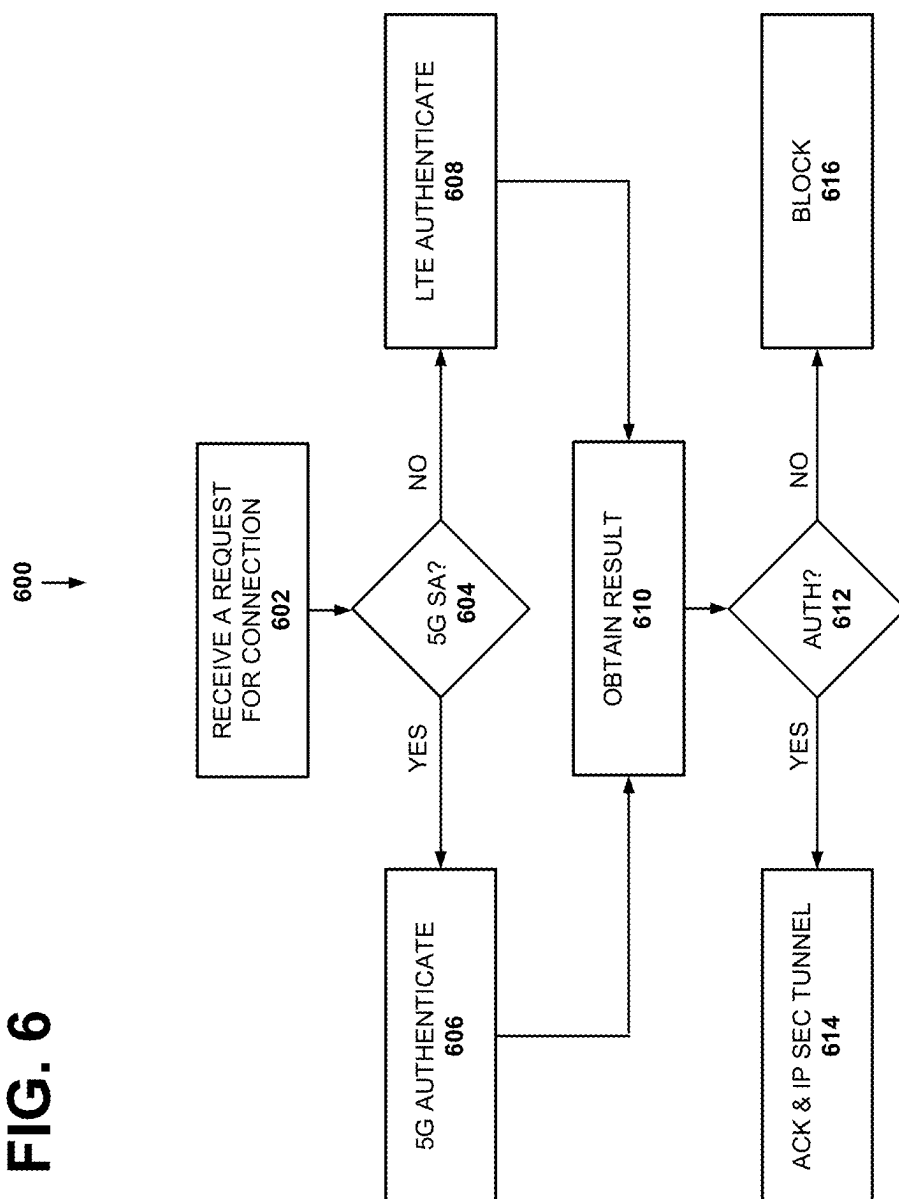 FIG. 6
600
RECEIVE A REQUEST
FOR CONNECTION
602
5G SA?
604
YES
NO
5G AUTHENTICATE
606
LTE AUTHENTICATE
608
OBTAIN RESULT
610
AUTH?
612
YES
NO
ACK & IP SEC TUNNEL
614
BLOCK
616